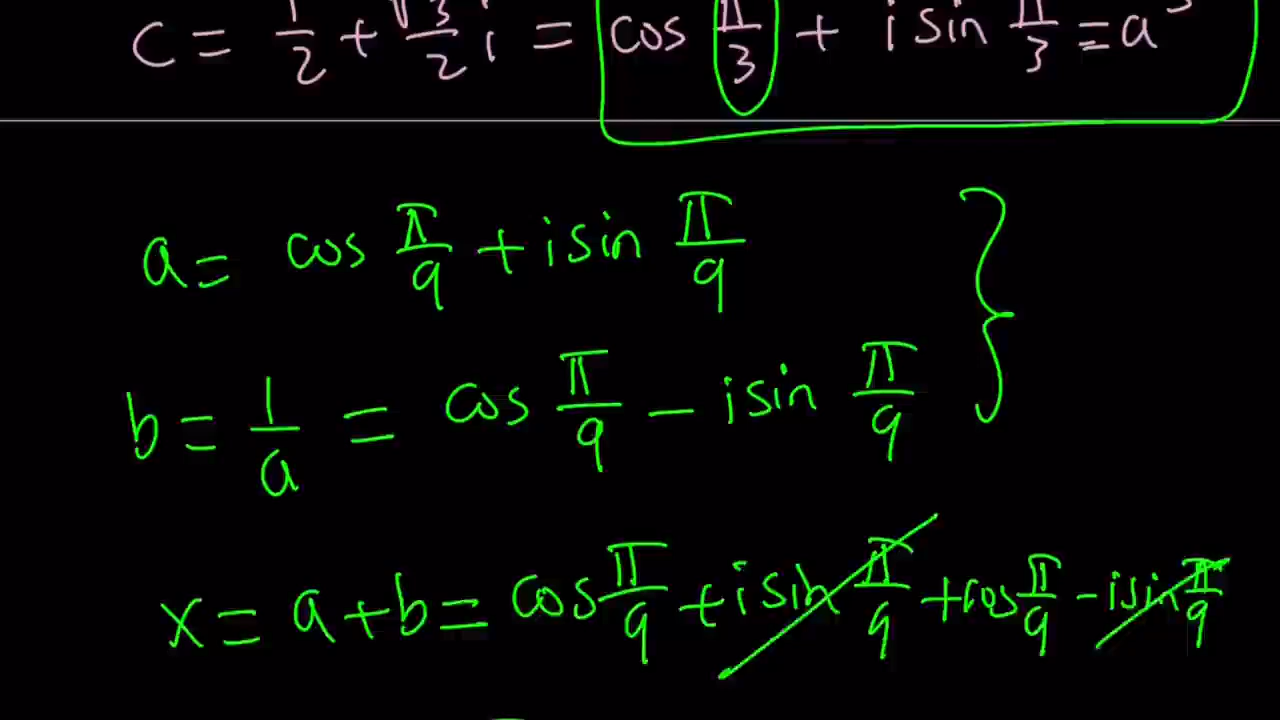 c = 1/2 + √3/2 i = cos π/3 + i sin π/3 = a³
a = cos π/9 + i sin π/9
b = 1/a = cos π/9 − i sin π/9
x = a + b = cos π/9 + i sin π/9 + cos π/9 − i sin π/9